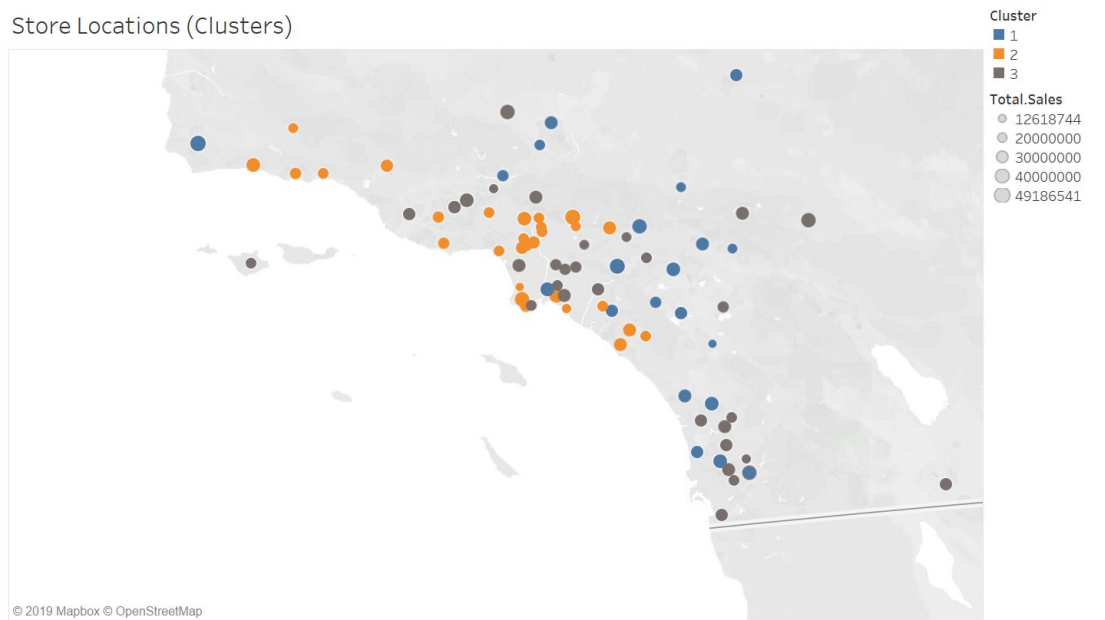 Store Locations (Clusters)
Cluster
1
2
3
Total.Sales
12618744
20000000
30000000
40000000
49186541
© 2019 Mapbox © OpenStreetMap